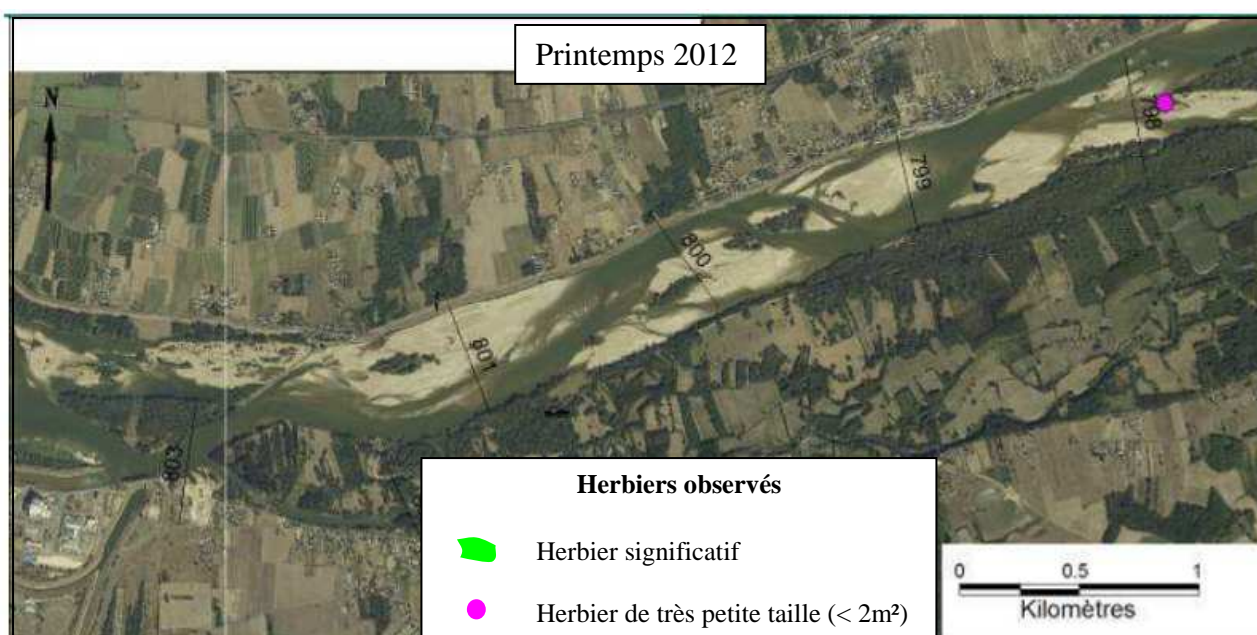 Printemps 2012
N
798
799
800
801
803
Herbiers observés
Herbier significatif
Herbier de très petite taille (< 2m²)
0 0.5 1
Kilomètres